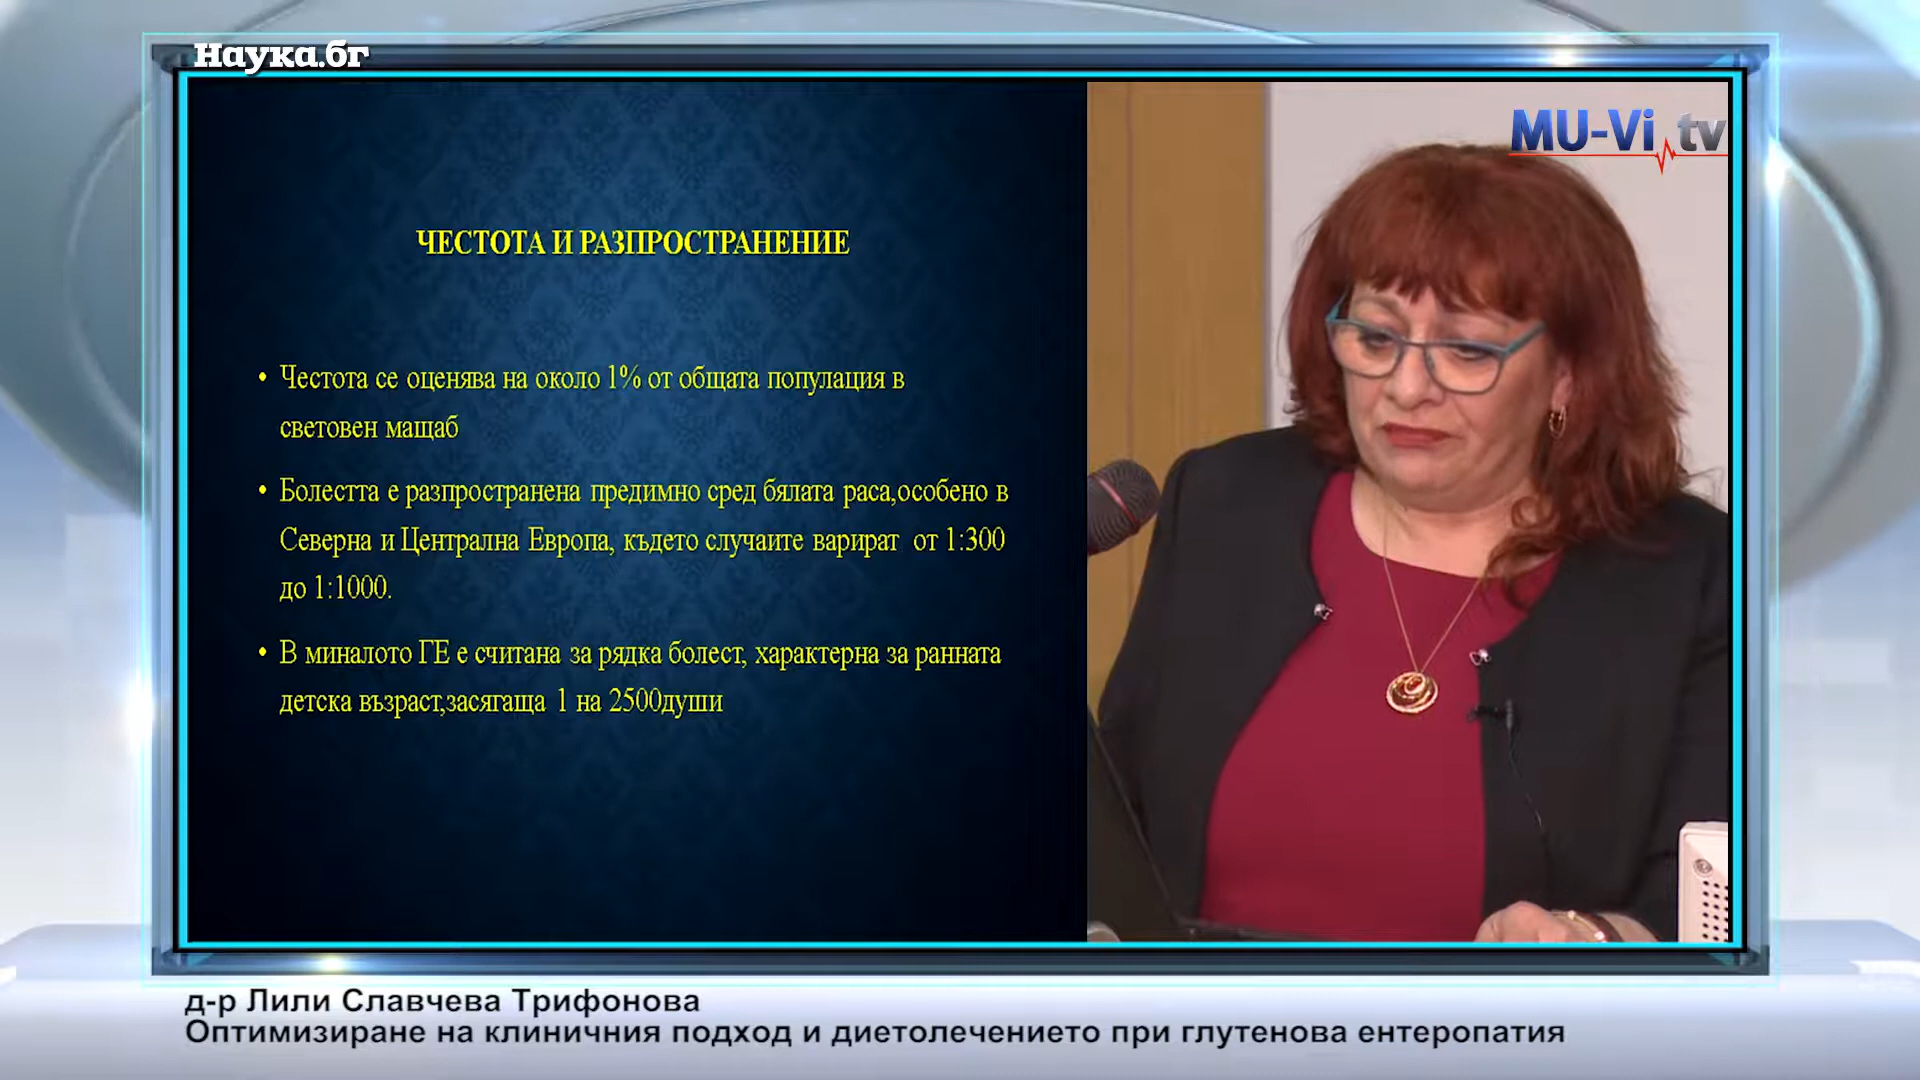 Наука.бг
MU-Vi tv
ЧЕСТОТА И РАЗПРОСТРАНЕНИЕ
• Честота се оценява на около 1% от общата популация в
световен мащаб
• Болестта е разпространена предимно сред бялата раса,особено в
Северна и Централна Европа, където случаите варират от 1:300
до 1:1000.
• В миналото ГЕ е считана за рядка болест, характерна за ранната
детска възраст,засягаща 1 на 2500души
д-р Лили Славчева Трифонова
Оптимизиране на клиничния подход и диетолечението при глутенова ентеропатия